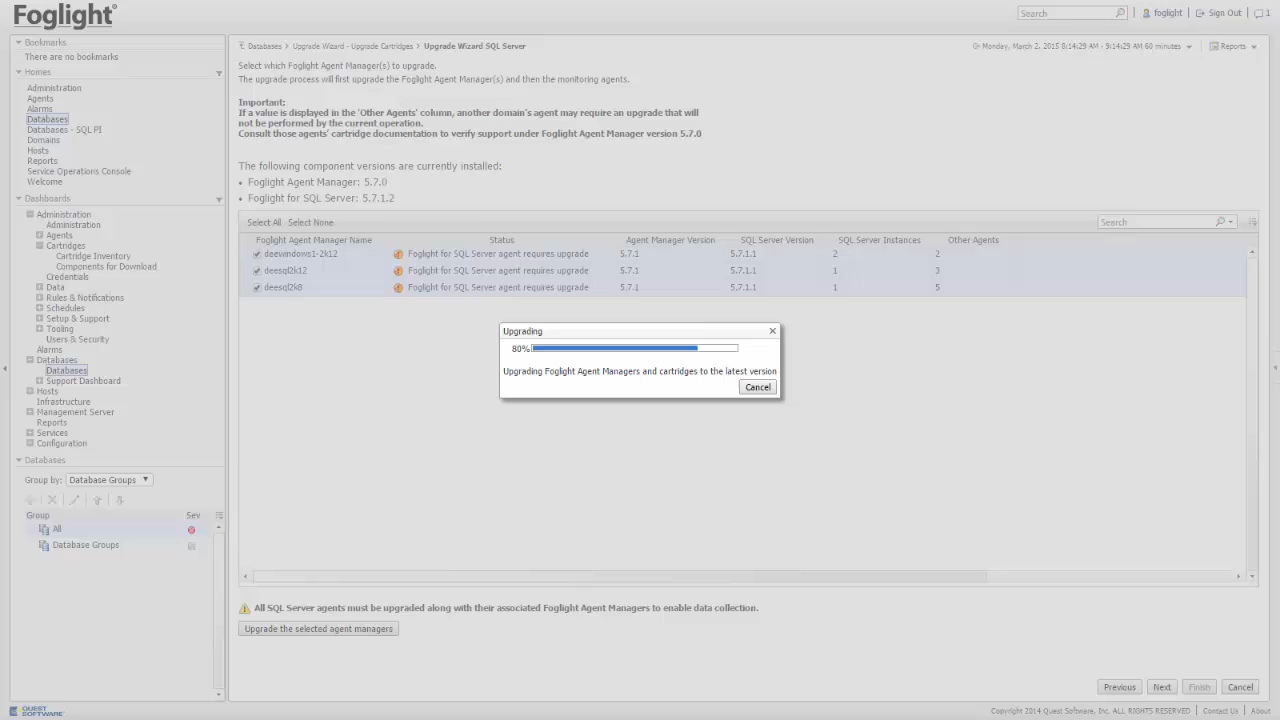 Foglight
Search
foglight
Sign Out
1
Bookmarks
There are no bookmarks
Homes
Administration
Agents
Alarms
Databases
Databases - SQL PI
Domains
Hosts
Reports
Service Operations Console
Welcome
Dashboards
Administration
Administration
Agents
Cartridges
Cartridge Inventory
Components for Download
Credentials
Data
Rules & Notifications
Schedules
Setup & Support
Tooling
Users & Security
Alarms
Databases
Databases
Support Dashboard
Hosts
Infrastructure
Management Server
Reports
Services
Configuration
Databases
Group by: Database Groups
Group Sev
All
Database Groups
Databases > Upgrade Wizard - Upgrade Cartridges > Upgrade Wizard SQL Server
Monday, March 2, 2015 8:14:29 AM - 9:14:29 AM 60 minutes
Reports
Select which Foglight Agent Manager(s) to upgrade.
The upgrade process will first upgrade the Foglight Agent Manager(s) and then the monitoring agents.
Important:
If a value is displayed in the 'Other Agents' column, another domain's agent may require an upgrade that will
not be performed by the current operation.
Consult those agents' cartridge documentation to verify support under Foglight Agent Manager version 5.7.0
The following component versions are currently installed:
• Foglight Agent Manager: 5.7.0
• Foglight for SQL Server: 5.7.1.2
Select All Select None
Search
Foglight Agent Manager Name Status Agent Manager Version SQL Server Version SQL Server Instances Other Agents
deewindows1-2k12 Foglight for SQL Server agent requires upgrade 5.7.1 5.7.1.1 2 2
deesql2k12 Foglight for SQL Server agent requires upgrade 5.7.1 5.7.1.1 1 3
deesql2k8 Foglight for SQL Server agent requires upgrade 5.7.1 5.7.1.1 1 5
Upgrading
80%
Upgrading Foglight Agent Managers and cartridges to the latest version
Cancel
All SQL Server agents must be upgraded along with their associated Foglight Agent Managers to enable data collection.
Upgrade the selected agent managers
Previous Next Finish Cancel
QUEST
SOFTWARE
Copyright 2014 Quest Software, Inc. ALL RIGHTS RESERVED | Contact Us | About